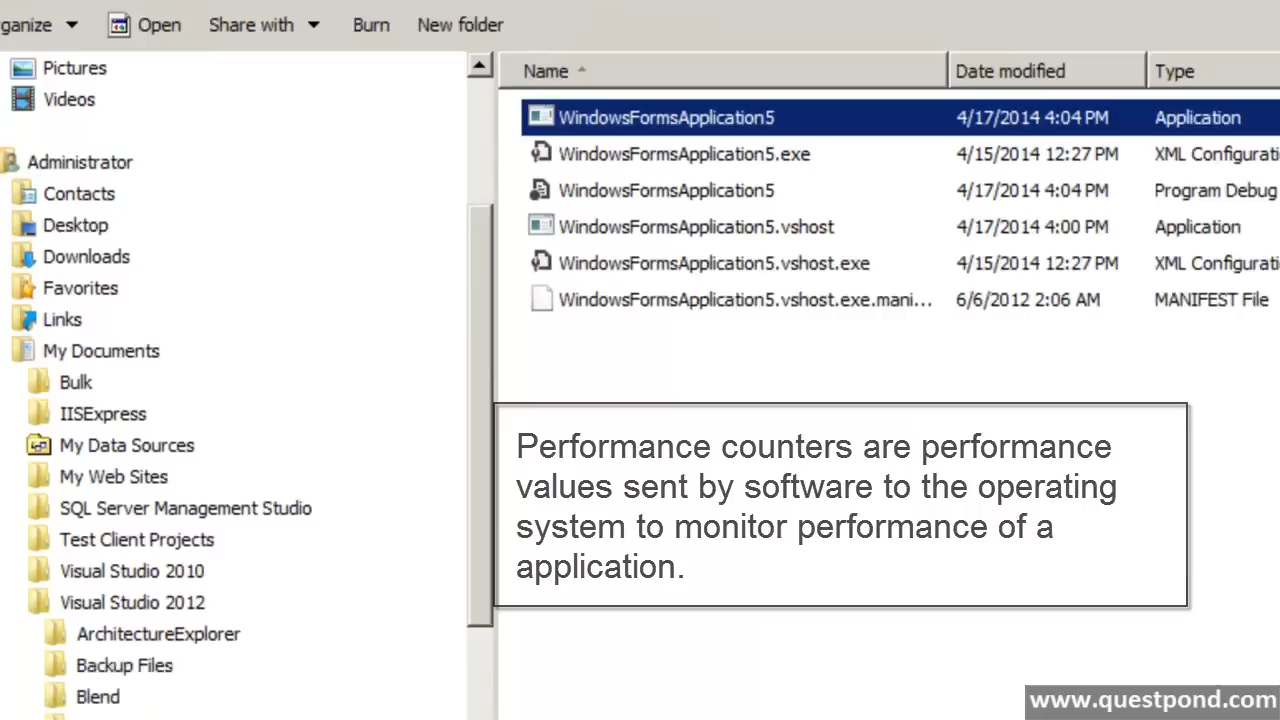 rganize Open Share with Burn New folder
Pictures
Videos
Administrator
Contacts
Desktop
Downloads
Favorites
Links
My Documents
Bulk
IISExpress
My Data Sources
My Web Sites
SQL Server Management Studio
Test Client Projects
Visual Studio 2010
Visual Studio 2012
ArchitectureExplorer
Backup Files
Blend
Name Date modified Type
WindowsFormsApplication5 4/17/2014 4:04 PM Application
WindowsFormsApplication5.exe 4/15/2014 12:27 PM XML Configurati
WindowsFormsApplication5 4/17/2014 4:04 PM Program Debug
WindowsFormsApplication5.vshost 4/17/2014 4:00 PM Application
WindowsFormsApplication5.vshost.exe 4/15/2014 12:27 PM XML Configurati
WindowsFormsApplication5.vshost.exe.mani... 6/6/2012 2:06 AM MANIFEST File
Performance counters are performance
values sent by software to the operating
system to monitor performance of a
application.
www.questpond.com